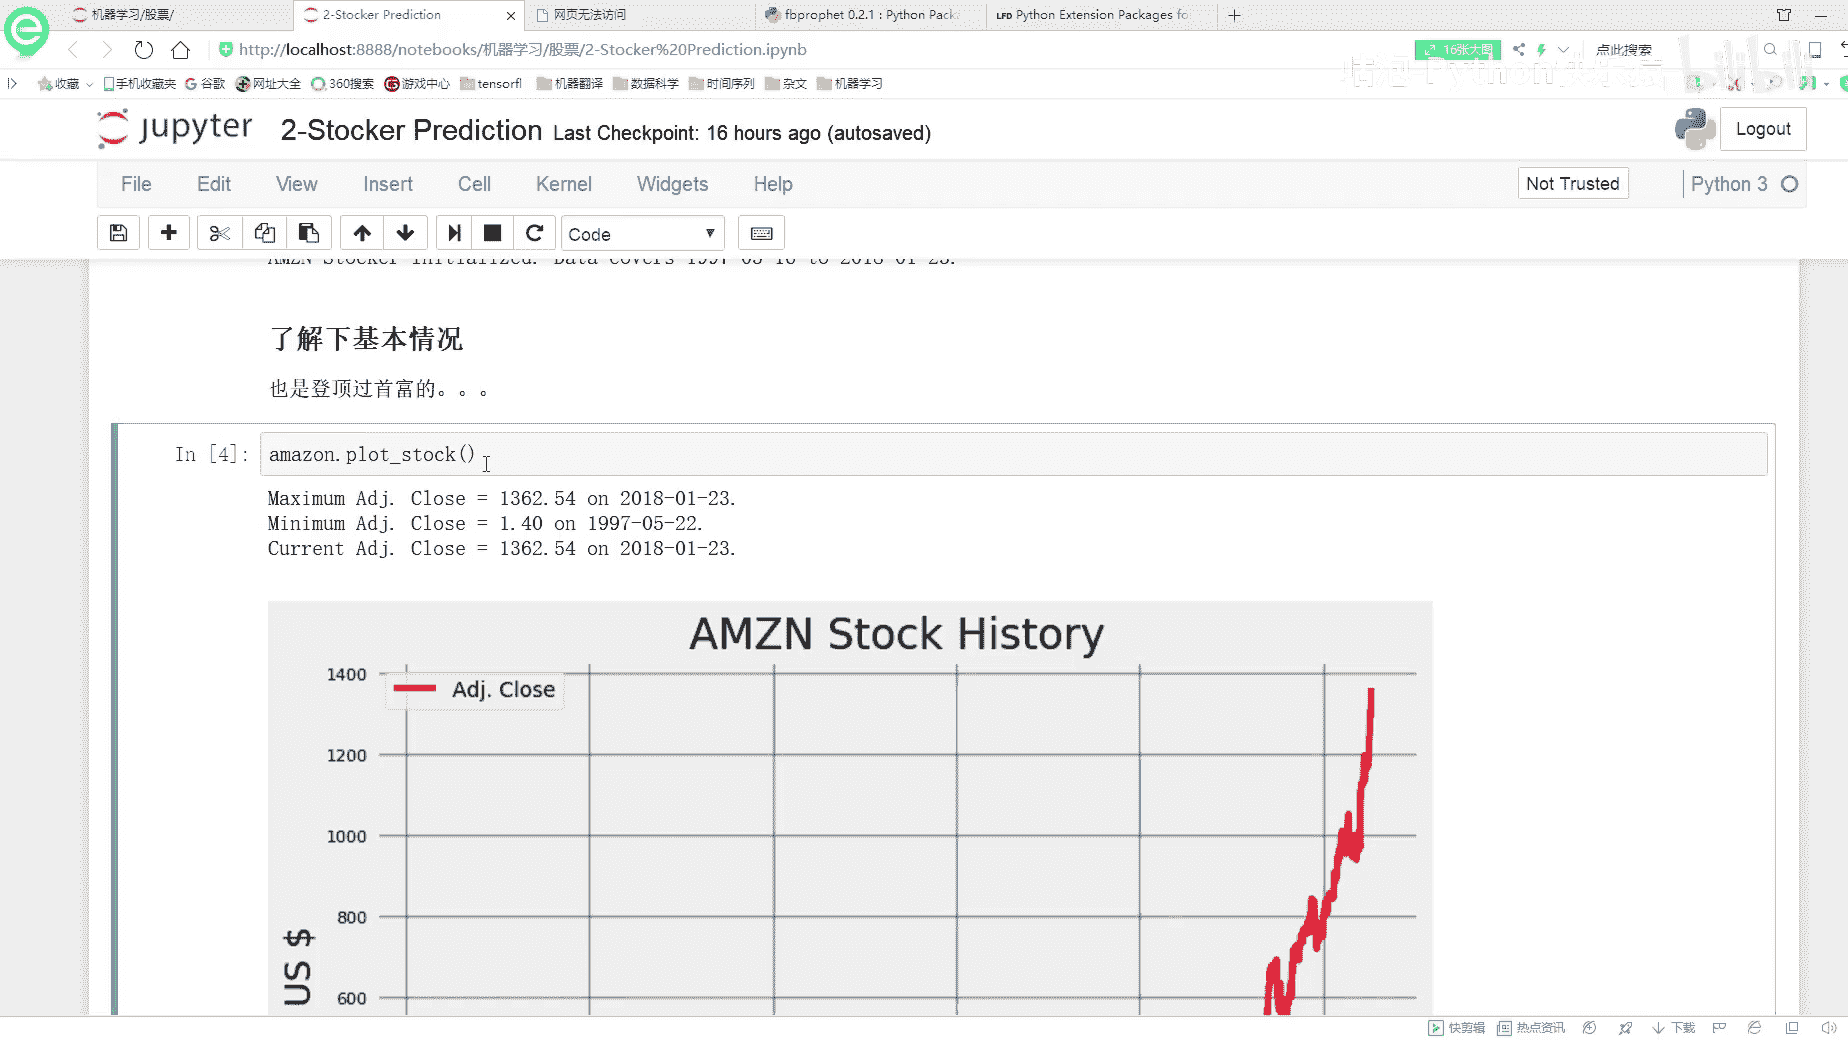 机器学习/股票/
2-Stocker Prediction
网页无法访问
fbprophet 0.2.1 : Python Pack
LFD Python Extension Packages fo
http://localhost:8888/notebooks/机器学习/股票/2-Stocker%20Prediction.ipynb
16张大图
点此搜索
bilibili
收藏
手机收藏夹
谷歌
网址大全
360搜索
游戏中心
tensorfl
机器翻译
数据科学
时间序列
杂文
机器学习
jupyter
2-Stocker Prediction Last Checkpoint: 16 hours ago (autosaved)
Logout
File Edit View Insert Cell Kernel Widgets Help
Not Trusted
Python 3
Code
AMZN Stocker Initialized. Data covers 1997-05-16 to 2018-01-23.
了解下基本情况
也是登顶过首富的。。。
In [4]: amazon.plot_stock()
Maximum Adj. Close = 1362.54 on 2018-01-23.
Minimum Adj. Close = 1.40 on 1997-05-22.
Current Adj. Close = 1362.54 on 2018-01-23.
AMZN Stock History
Adj. Close
1400
1200
1000
800
600
US $
快剪辑
热点资讯
下载